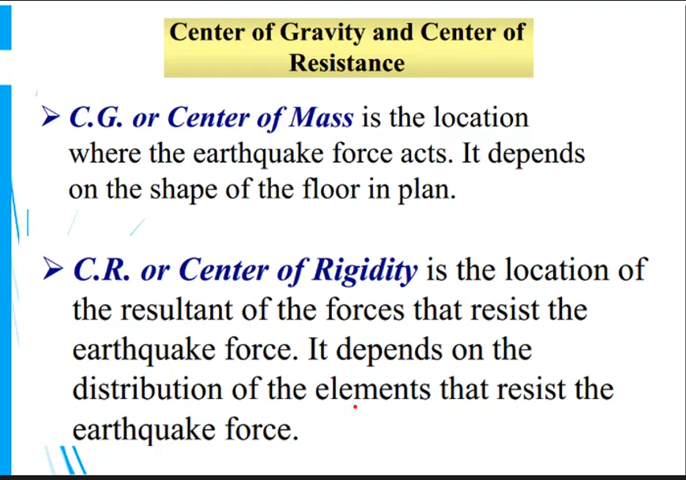 Center of Gravity and Center of
Resistance
➢ C.G. or Center of Mass is the location
where the earthquake force acts. It depends
on the shape of the floor in plan.
➢ C.R. or Center of Rigidity is the location of
the resultant of the forces that resist the
earthquake force. It depends on the
distribution of the elements that resist the
earthquake force.